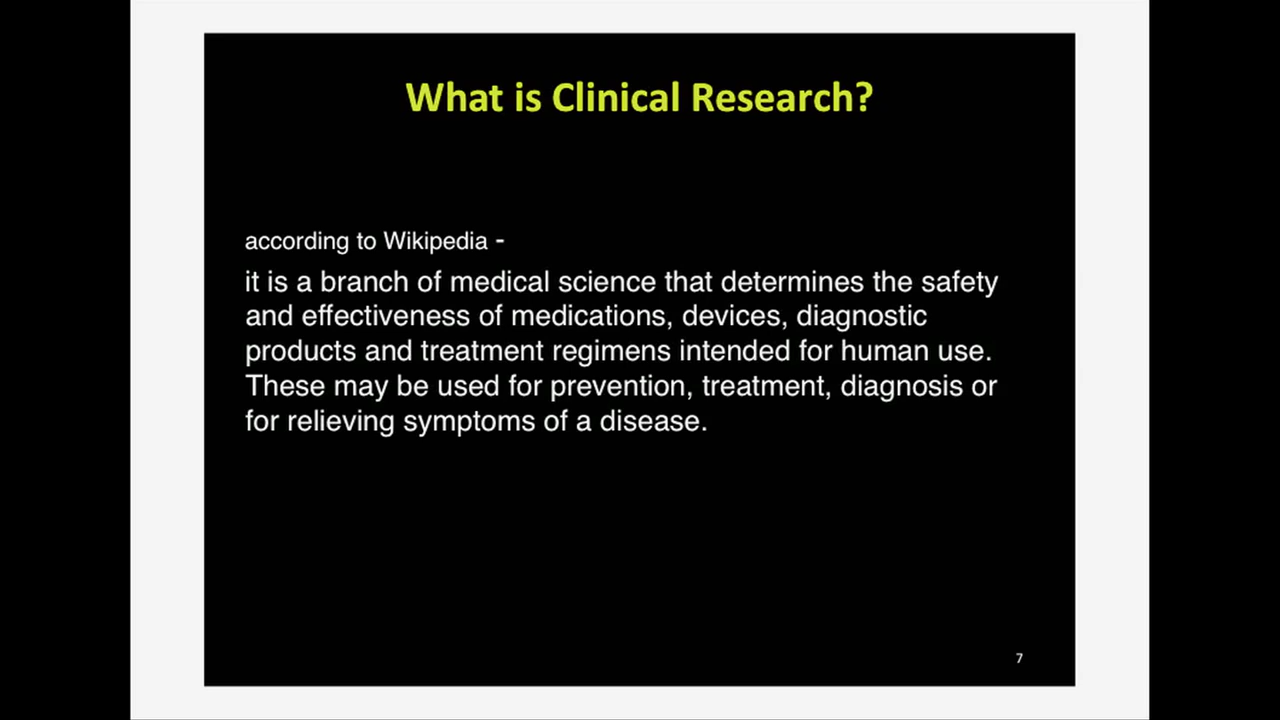 What is Clinical Research?
according to Wikipedia -
it is a branch of medical science that determines the safety
and effectiveness of medications, devices, diagnostic
products and treatment regimens intended for human use.
These may be used for prevention, treatment, diagnosis or
for relieving symptoms of a disease.
7